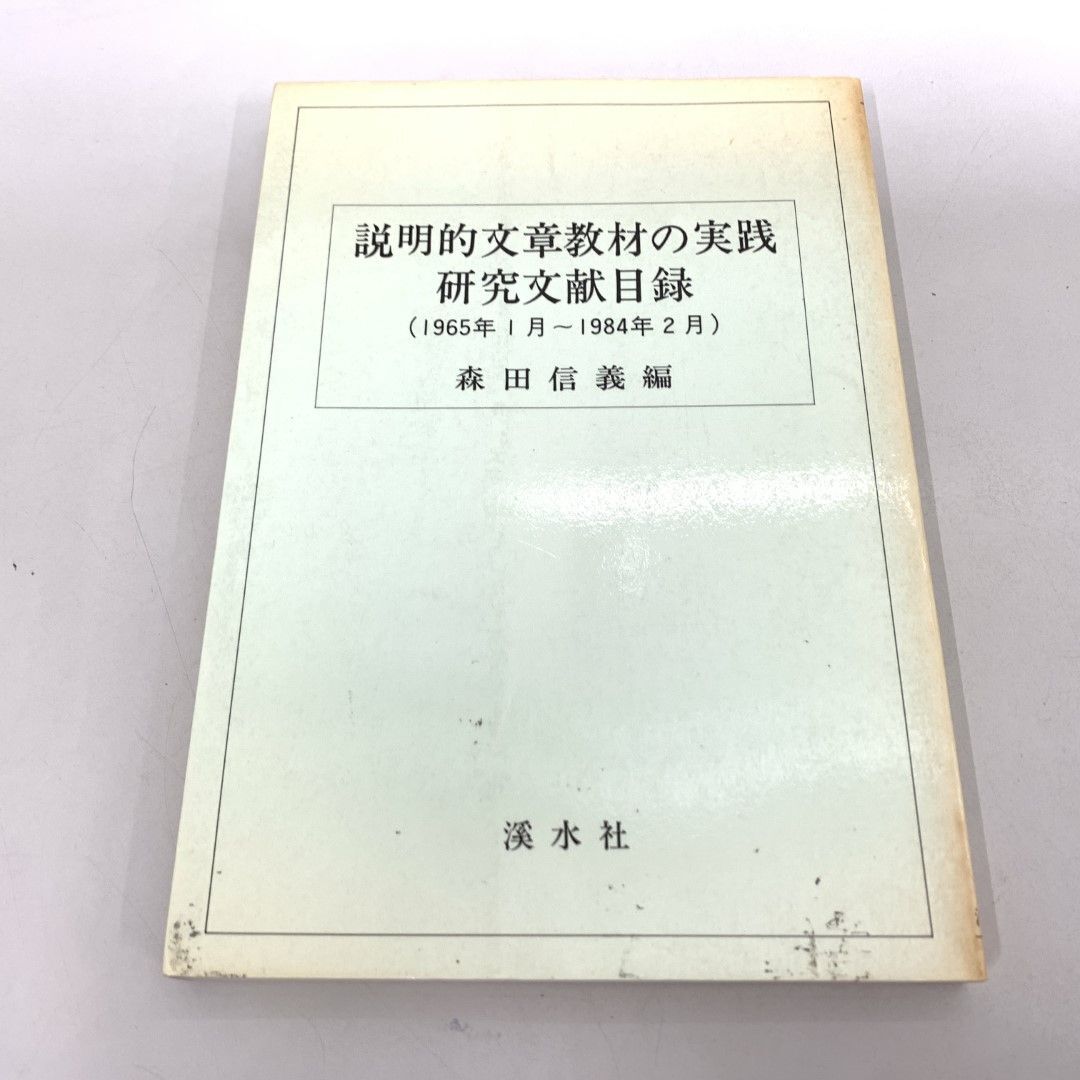 説明的文章教材の実践
研究文献目録
(1965年1月～1984年2月)
森田信義編
溪水社